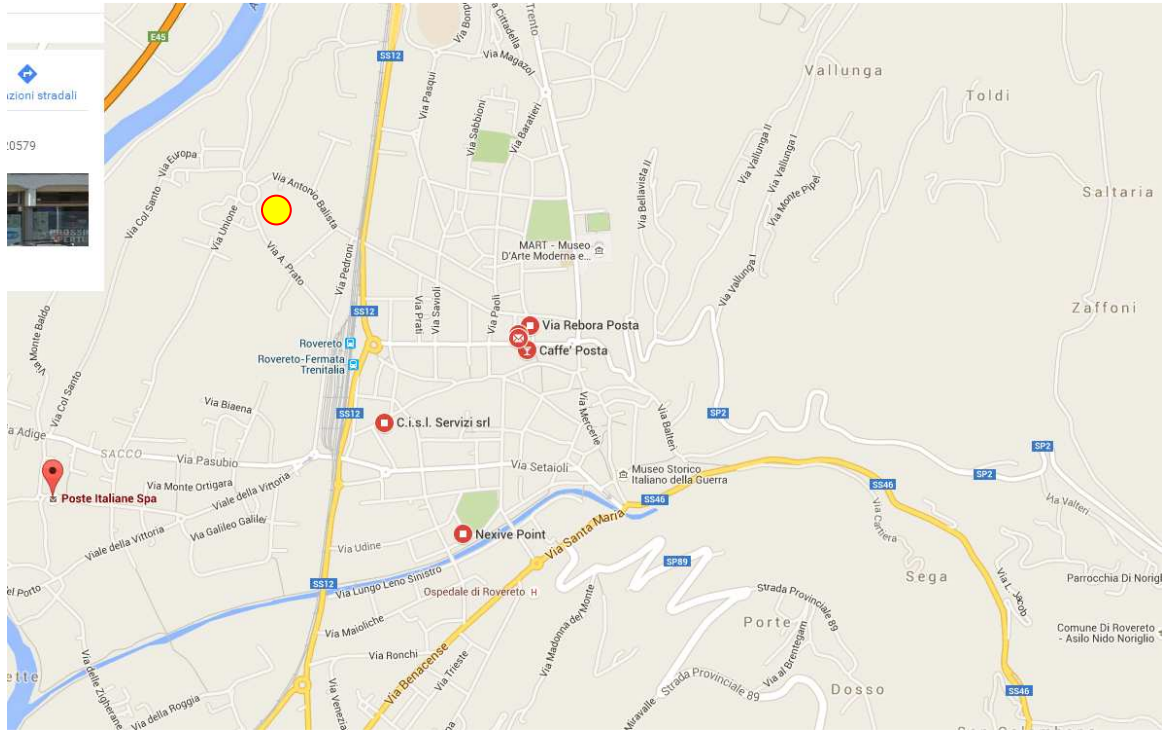 E45
azioni stradali
20579
SS12
Via Cittadella
Trento
Via Magazol
Via Pasqui
Via Sabbioni
Via Baratieri
Vallunga
Toldi
Saltaria
Zaffoni
Via Europa
Via Antorvo Balista
Via Col Santo
Via Unione
Via A. Prato
Via Pedroni
Via Bellavista II
Via Vallunga II
Via Vallunga I
Via Monte Pipel
Via Vallunga I
MART - Museo
D'Arte Moderna e...
SS12
Via Prati
Via Savioli
Via Paoli
Via Rebora Posta
Caffe' Posta
Rovereto
Rovereto-Fermata
Trenitalia
Via Monte Baldo
Via Col Santo
Via Biaena
SS12
C.i.s.l. Servizi srl
Via Mercerie
Via Balteri
SP2
SP2
SP2
a Adige
SACCO
Via Pasubio
Via Setaioli
Museo Storico
Italiano della Guerra
SS46
SS46
Via Monte Ortigara
Viale della Vittoria
Poste Italiane Spa
Via Galileo Galilei
Viale della Vittoria
Nexive Point
Via Santa Maria
Via Cartiera
Via Valteri
Via Udine
SS12
Via Lungo Leno Sinistro
Ospedale di Rovereto H
SP89
Sega
Via L. Jacob
Parrocchia Di Norigl
el Porto
Via Maioliche
Via Ronchi
Via Benacense
Via Trieste
Via Madonna de/Monte
Strada Provinciale 89
Porte
Via al Brentegam
Comune Di Rovereto
- Asilo Nido Noriglio
ette
Via delle Zigherane
Via della Roggia
Via Venezia
Miravalle
Strada Provinciale 89
Dosso
SS46